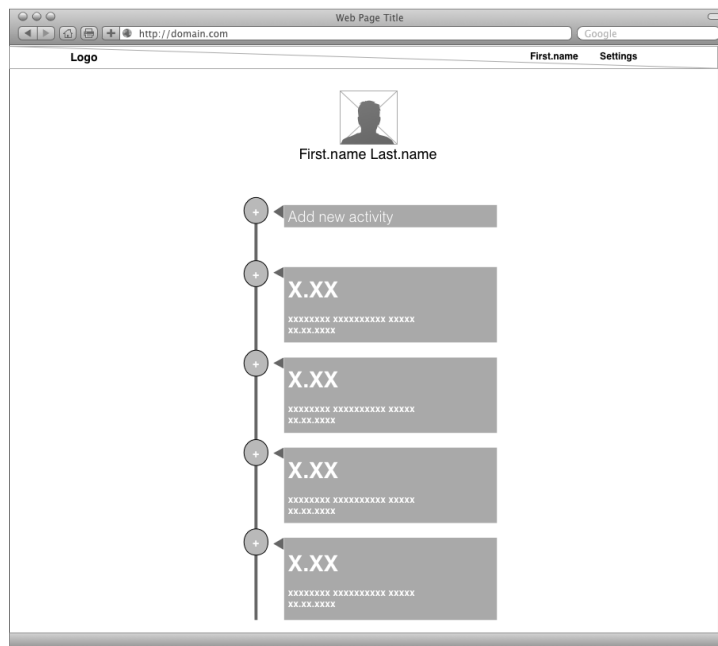 Web Page Title
http://domain.com
Google
Logo
First.name Settings
First.name Last.name
+
Add new activity
+
X.XX
xxxxxxxx xxxxxxxxxx xxxxx
xx.xx.xxxx
+
X.XX
xxxxxxxx xxxxxxxxxx xxxxx
xx.xx.xxxx
+
X.XX
xxxxxxxx xxxxxxxxxx xxxxx
xx.xx.xxxx
+
X.XX
xxxxxxxx xxxxxxxxxx xxxxx
xx.xx.xxxx